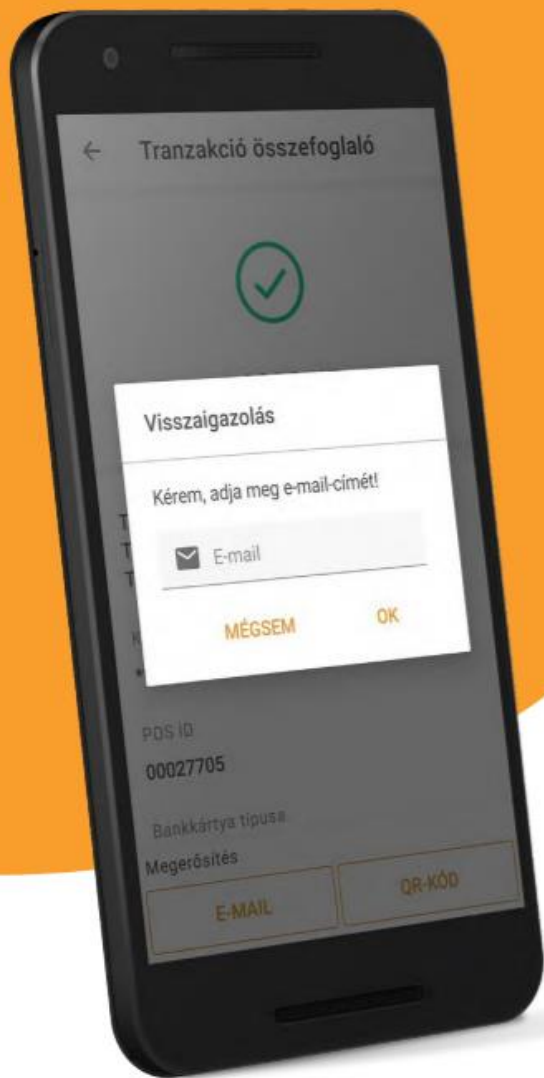 Tranzakció összefoglaló
Visszaigazolás
Kérem, adja meg e-mail-címét!
E-mail
MÉGSEM
OK
POS ID
00027705
Bankkártya típusa
Megerősítés
E-MAIL
QR-KÓD